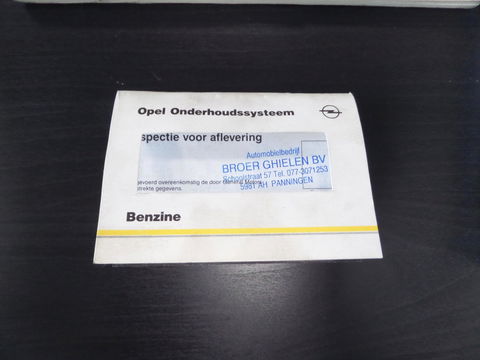 Opel Onderhoudssysteem
spectie voor aflevering
Automobielbedrijf
BROER GHIELEN BV
Schoolstraat 57 Tel. 077-3071253
5981 AH PANNINGEN
gevoerd overeenkomstig de door General Motors
strekte gegevens.
Benzine